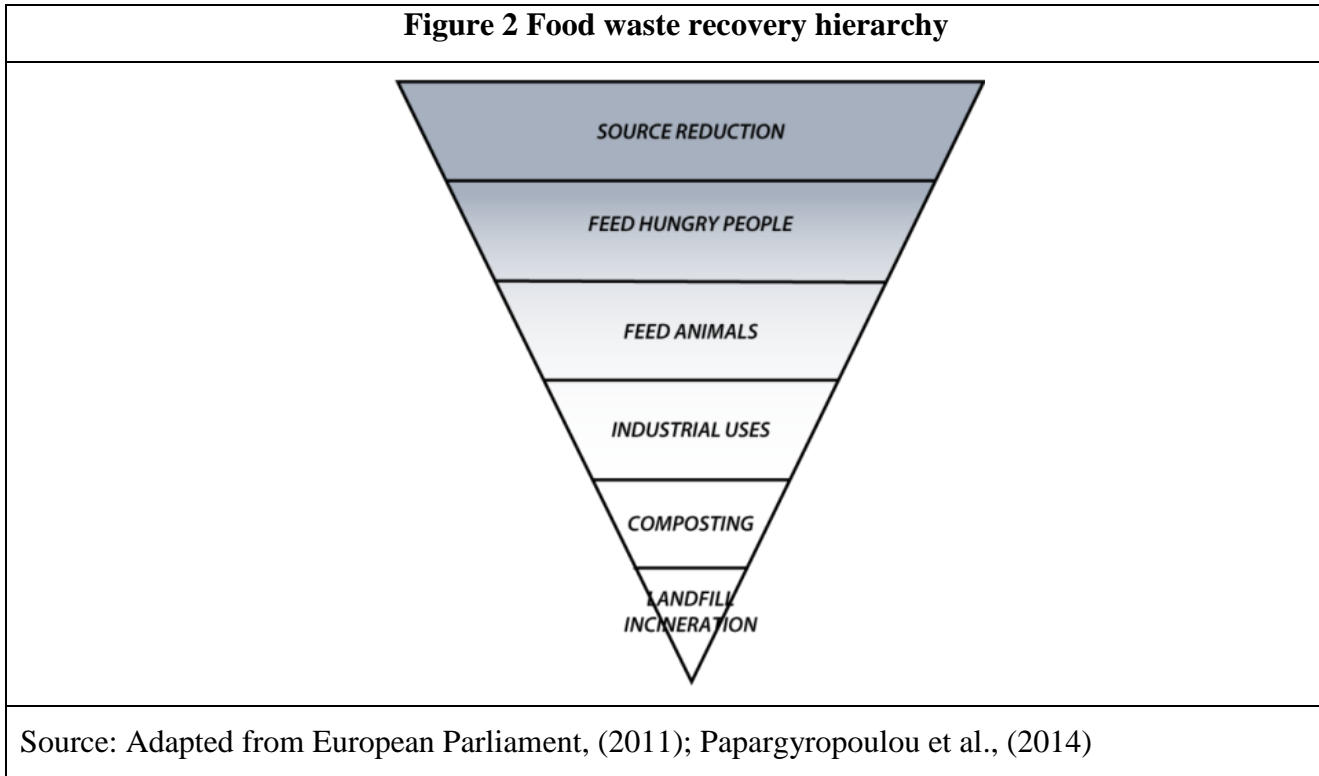 Figure 2 Food waste recovery hierarchy
SOURCE REDUCTION
FEED HUNGRY PEOPLE
FEED ANIMALS
INDUSTRIAL USES
COMPOSTING
LANDFILL
INCINERATION
Source: Adapted from European Parliament, (2011); Papargyropoulou et al., (2014)